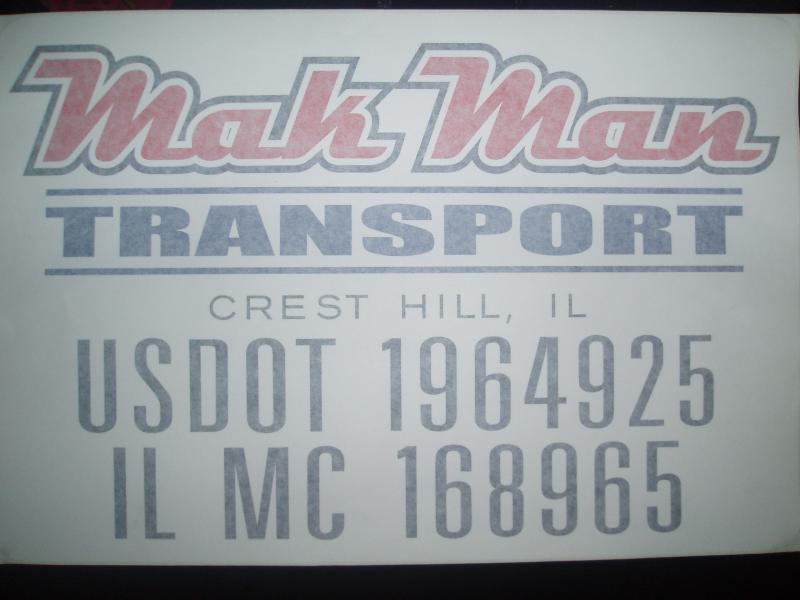 Mak Man
TRANSPORT
CREST HILL, IL
USDOT 1964925
IL MC 168965